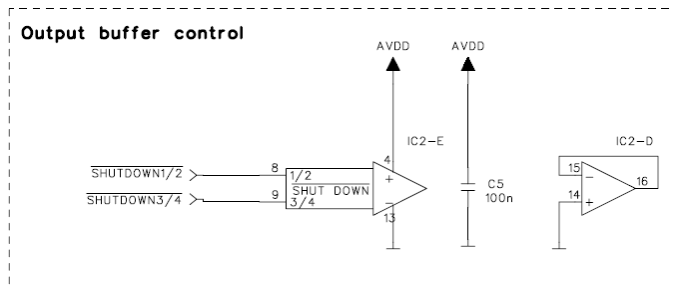 Output buffer control
AVDD
AVDD
IC2-E
IC2-D
4
8
SHUTDOWN1/2
1/2
+
15
-
16
SHUT DOWN
C5
9
SHUTDOWN3/4
3/4
-
100n
14
+
13